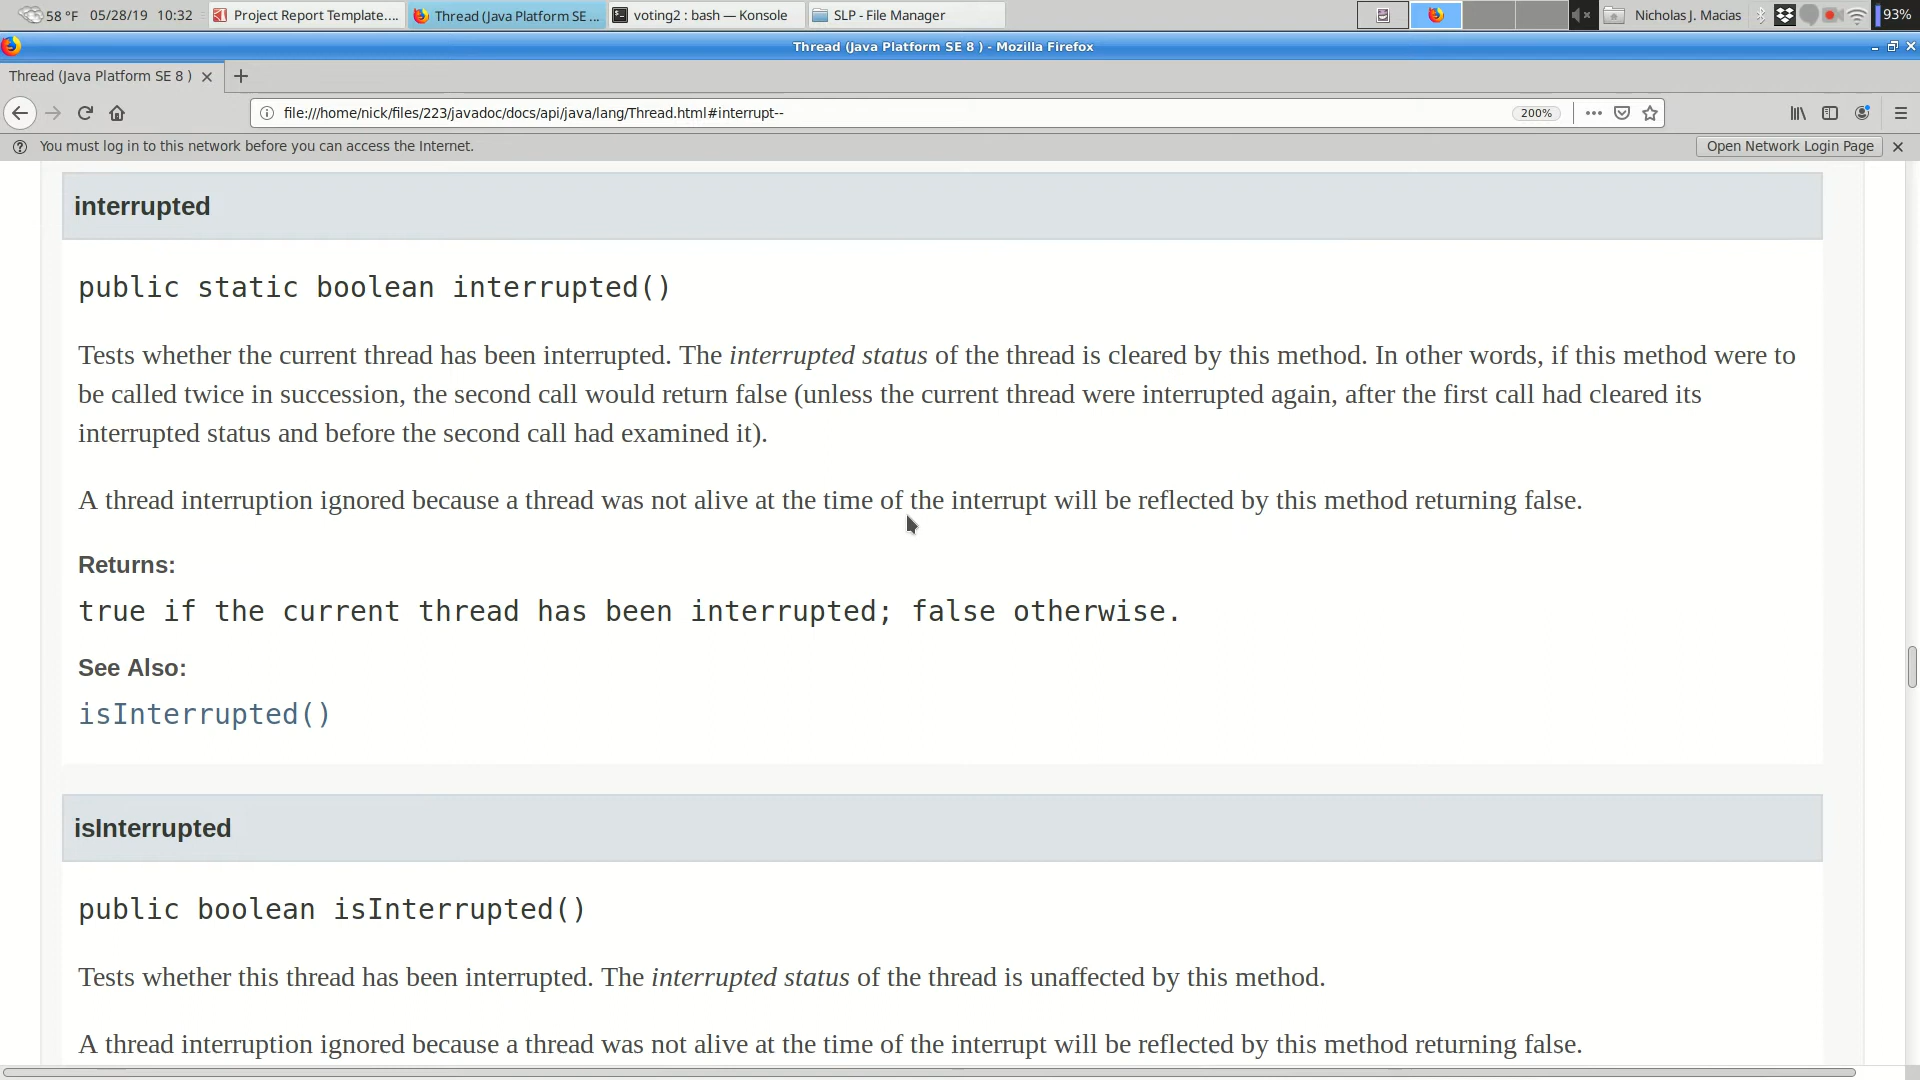 58 °F 05/28/19 10:32 Project Report Template.... Thread (Java Platform SE ... voting2 : bash — Konsole SLP - File Manager Nicholas J. Macias 93%
Thread (Java Platform SE 8 ) - Mozilla Firefox
Thread (Java Platform SE 8 )
file:///home/nick/files/223/javadoc/docs/api/java/lang/Thread.html#interrupt-- 200%
You must log in to this network before you can access the Internet. Open Network Login Page
interrupted
public static boolean interrupted()
Tests whether the current thread has been interrupted. The interrupted status of the thread is cleared by this method. In other words, if this method were to
be called twice in succession, the second call would return false (unless the current thread were interrupted again, after the first call had cleared its
interrupted status and before the second call had examined it).
A thread interruption ignored because a thread was not alive at the time of the interrupt will be reflected by this method returning false.
Returns:
true if the current thread has been interrupted; false otherwise.
See Also:
isInterrupted()
isInterrupted
public boolean isInterrupted()
Tests whether this thread has been interrupted. The interrupted status of the thread is unaffected by this method.
A thread interruption ignored because a thread was not alive at the time of the interrupt will be reflected by this method returning false.